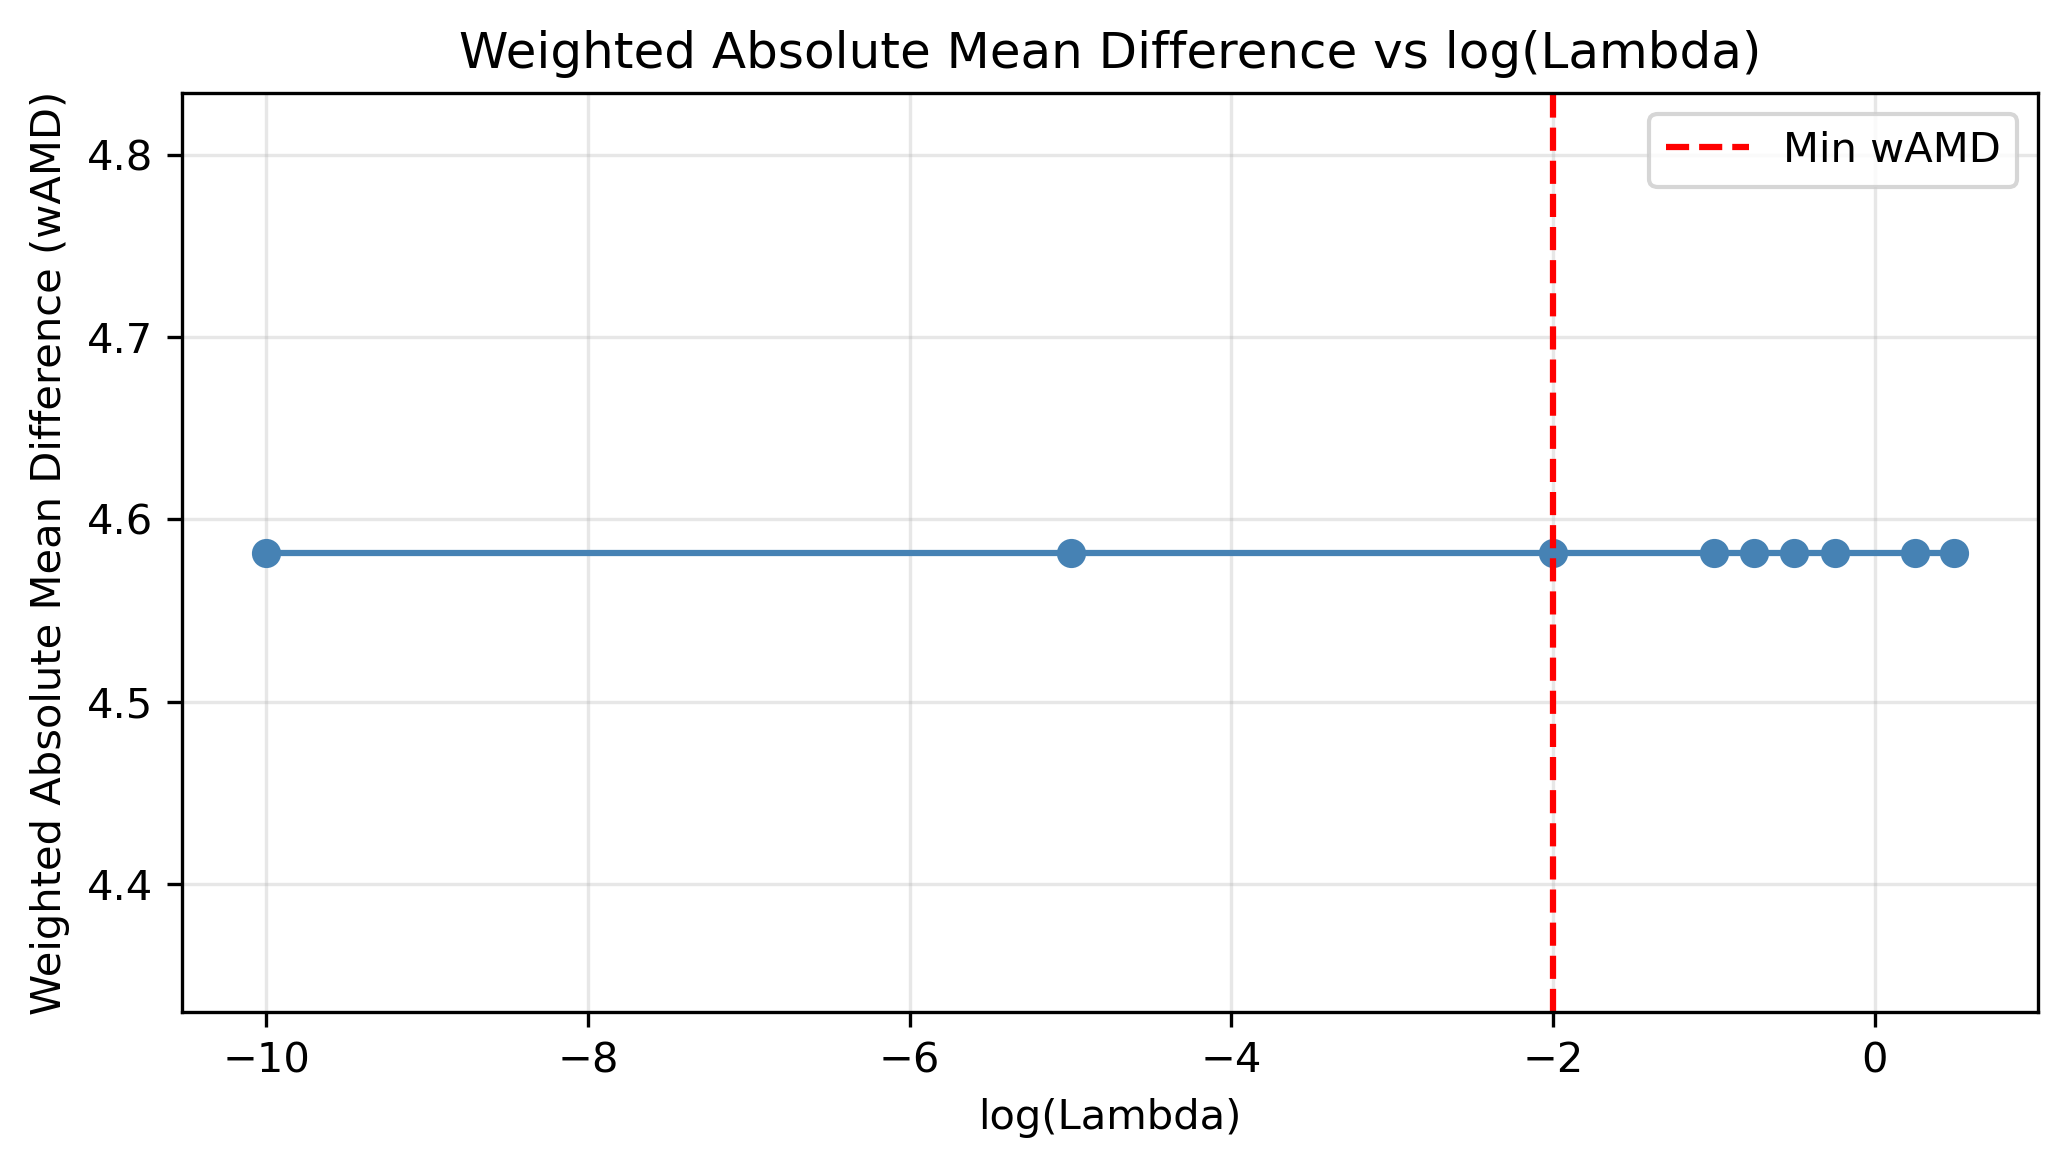 Weighted Absolute Mean Difference vs log(Lambda)
Weighted Absolute Mean Difference (wAMD)
4.8
4.7
4.6
4.5
4.4
Min wAMD
−10
−8
−6
−4
−2
0
log(Lambda)